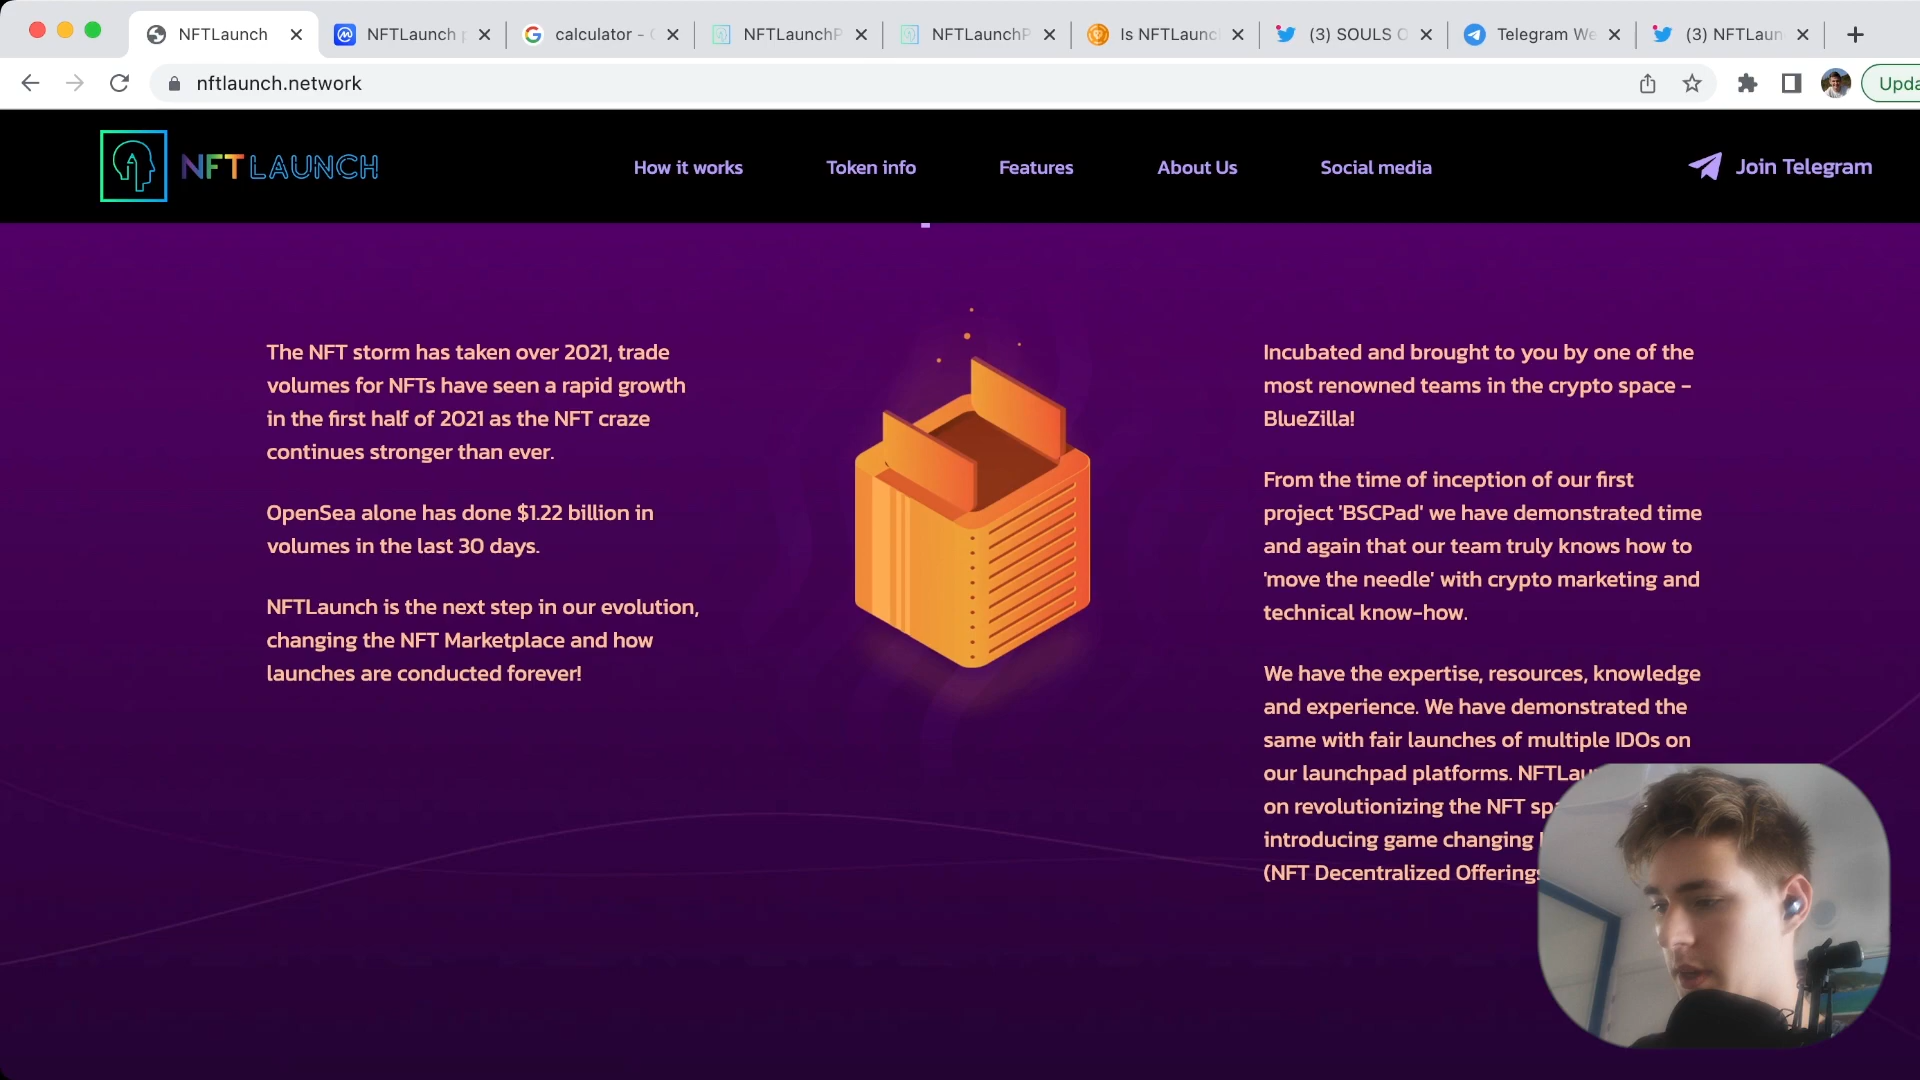 NFTLaunch
NFTLaunch
calculator -
NFTLaunchP
NFTLaunchP
Is NFTLaunc
(3) SOULS O
Telegram We
(3) NFTLaun
nftlaunch.network
Upda
NFT LAUNCH
How it works
Token info
Features
About Us
Social media
Join Telegram
The NFT storm has taken over 2021, trade
volumes for NFTs have seen a rapid growth
in the first half of 2021 as the NFT craze
continues stronger than ever.
OpenSea alone has done $1.22 billion in
volumes in the last 30 days.
NFTLaunch is the next step in our evolution,
changing the NFT Marketplace and how
launches are conducted forever!
Incubated and brought to you by one of the
most renowned teams in the crypto space -
BlueZilla!
From the time of inception of our first
project 'BSCPad' we have demonstrated time
and again that our team truly knows how to
'move the needle' with crypto marketing and
technical know-how.
We have the expertise, resources, knowledge
and experience. We have demonstrated the
same with fair launches of multiple IDOs on
our launchpad platforms. NFTLau
on revolutionizing the NFT spa
introducing game changing
(NFT Decentralized Offerings